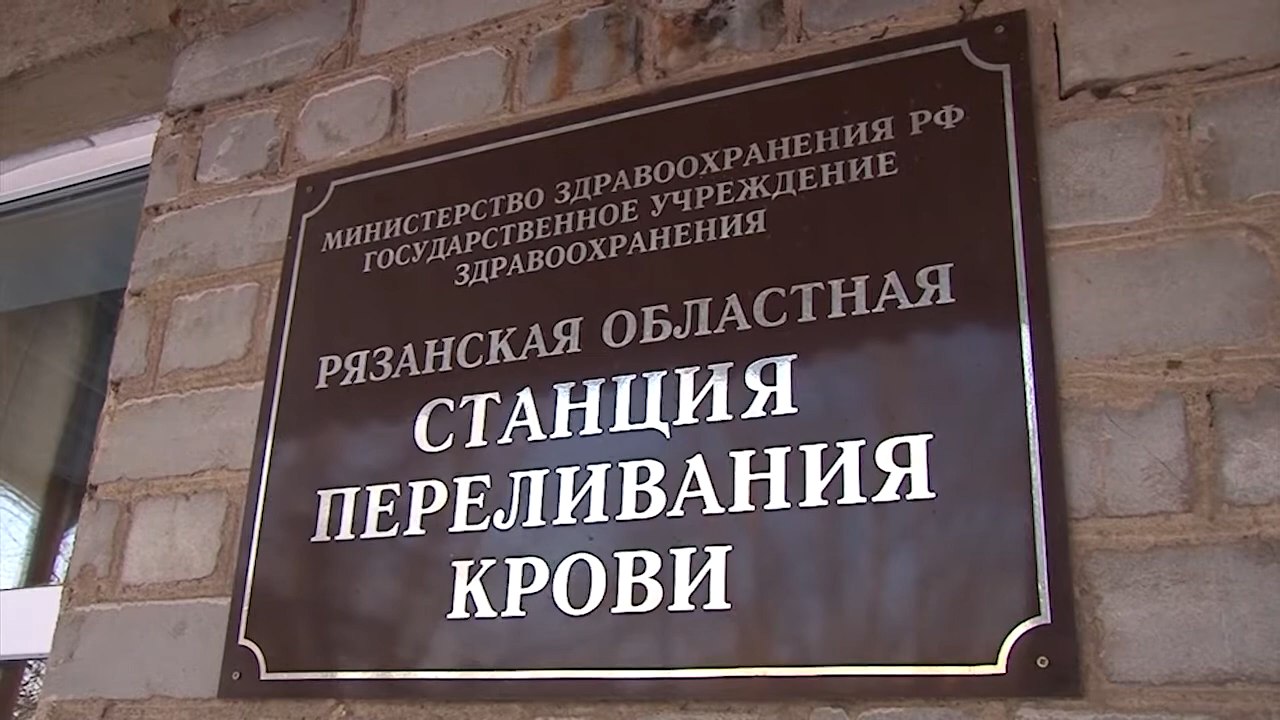 МИНИСТЕРСТВО ЗДРАВООХРАНЕНИЯ РФ
ГОСУДАРСТВЕННОЕ УЧРЕЖДЕНИЕ
ЗДРАВООХРАНЕНИЯ
РЯЗАНСКАЯ ОБЛАСТНАЯ
СТАНЦИЯ
ПЕРЕЛИВАНИЯ
КРОВИ